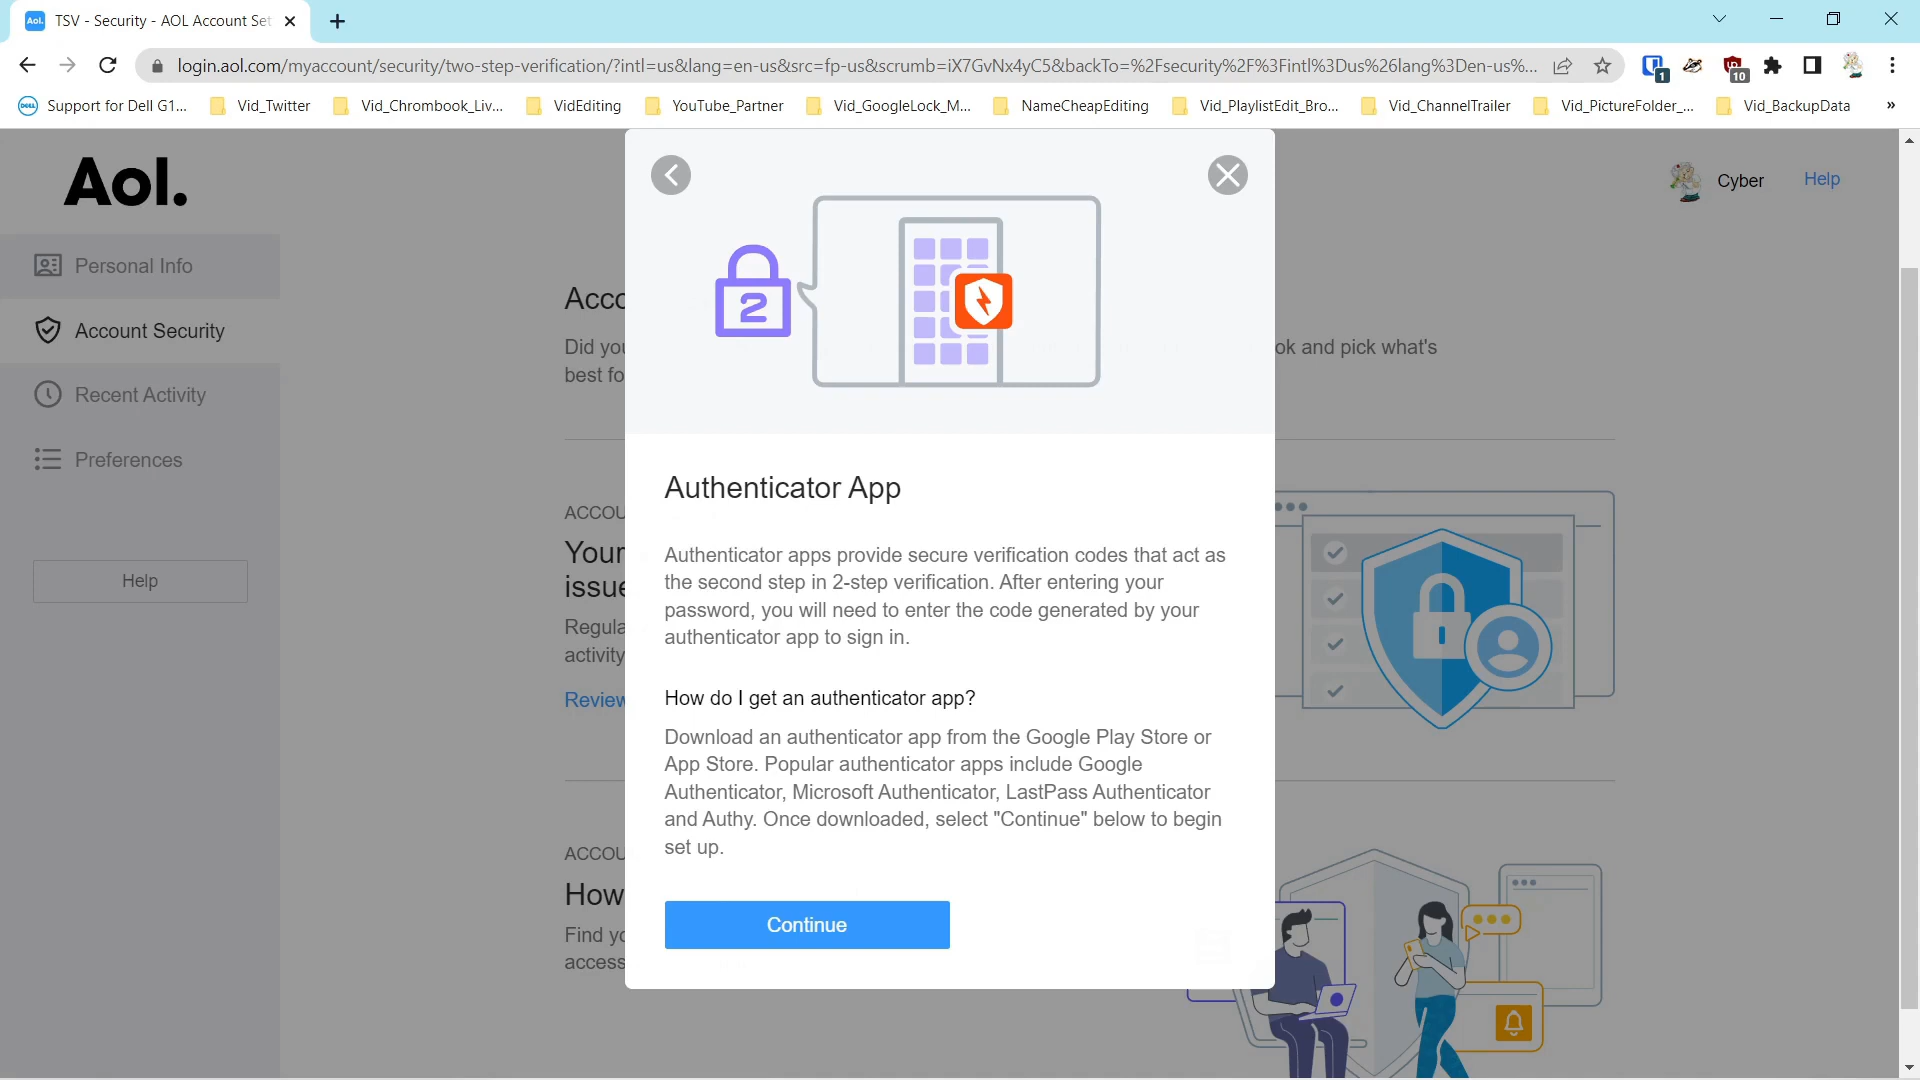 Aol.
TSV - Security - AOL Account Set
login.aol.com/myaccount/security/two-step-verification/?intl=us&lang=en-us&src=fp-us&scrumb=iX7GvNx4yC5&backTo=%2Fsecurity%2F%3Fintl%3Dus%26lang%3Den-us%...
1
10
DELL
Support for Dell G1...
Vid_Twitter
Vid_Chrombook_Liv...
VidEditing
YouTube_Partner
Vid_GoogleLock_M...
NameCheapEditing
Vid_PlaylistEdit_Bro...
Vid_ChannelTrailer
Vid_PictureFolder_...
Vid_BackupData
»
Aol.
Cyber
Help
Personal Info
Account Security
Recent Activity
Preferences
Help
Acco
Did you
ok and pick what's
best fo
ACCOU
Your
issue
Regula
activity
Review
ACCOU
How
Find yo
access
2
Authenticator App
Authenticator apps provide secure verification codes that act as
the second step in 2-step verification. After entering your
password, you will need to enter the code generated by your
authenticator app to sign in.
How do I get an authenticator app?
Download an authenticator app from the Google Play Store or
App Store. Popular authenticator apps include Google
Authenticator, Microsoft Authenticator, LastPass Authenticator
and Authy. Once downloaded, select "Continue" below to begin
set up.
Continue